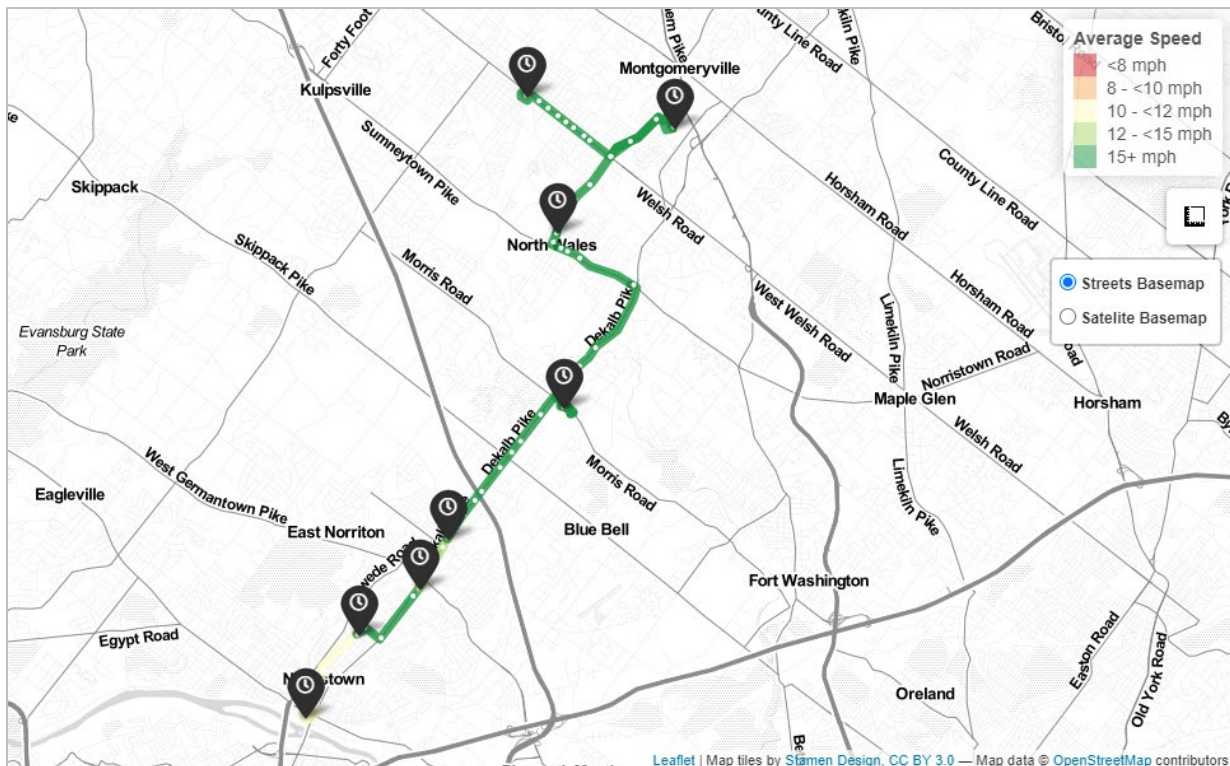 Forty Foot
Kulpsville
Montgomeryville
Average Speed
<8 mph
8 - <10 mph
10 - <12 mph
12 - <15 mph
15+ mph
unty Line Road
Limekiln Pike
Sumneytown Pike
Skippack
County Line Road
Horsham Road
Welsh Road
North Wales
Skippack Pike
Morris Road
Streets Basemap
Satelite Basemap
West Welsh Road
Limekiln Pike
Horsham Road
Evansburg State
Park
Dekalb Pik
Norristown Road
Maple Glen
Horsham
Dekalb Pike
Welsh Road
West Germantown Pike
Morris Road
Limekiln Pike
Eagleville
East Norriton
Blue Bell
wede Road
Fort Washington
Egypt Road
Easton Road
Old York Road
Oreland
Leaflet | Map tiles by Stamen Design, CC BY 3.0 — Map data © OpenStreetMap contributors